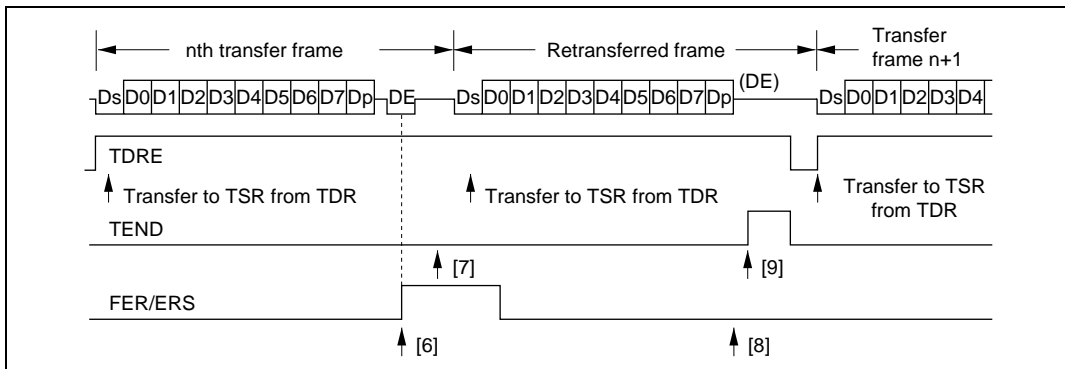 nth transfer frame
Retransferred frame
Transfer
frame n+1
Ds D0 D1 D2 D3 D4 D5 D6 D7 Dp DE Ds D0 D1 D2 D3 D4 D5 D6 D7 Dp (DE) Ds D0 D1 D2 D3 D4
TDRE
Transfer to TSR from TDR
Transfer to TSR from TDR
Transfer to TSR
from TDR
TEND
[7]
[9]
FER/ERS
[6]
[8]